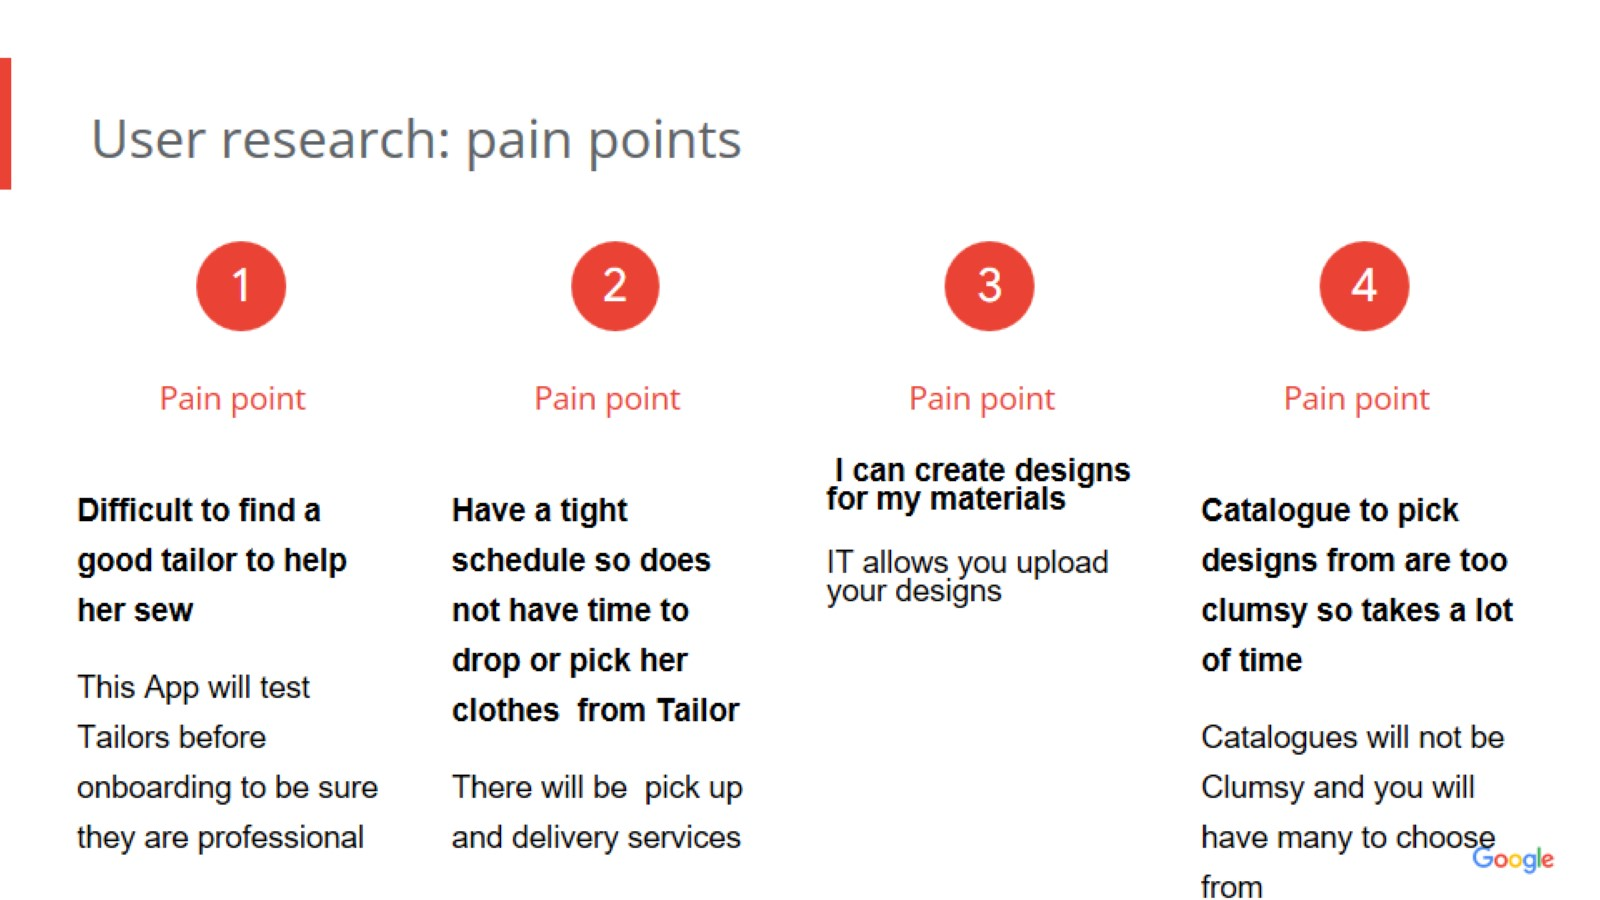 User research: pain points
1
Pain point
Difficult to find a
good tailor to help
her sew
This App will test
Tailors before
onboarding to be sure
they are professional
2
Pain point
Have a tight
schedule so does
not have time to
drop or pick her
clothes  from Tailor
There will be  pick up
and delivery services
3
Pain point
I can create designs
for my materials
IT allows you upload
your designs
4
Pain point
Catalogue to pick
designs from are too
clumsy so takes a lot
of time
Catalogues will not be
Clumsy and you will
have many to choose
from
Google